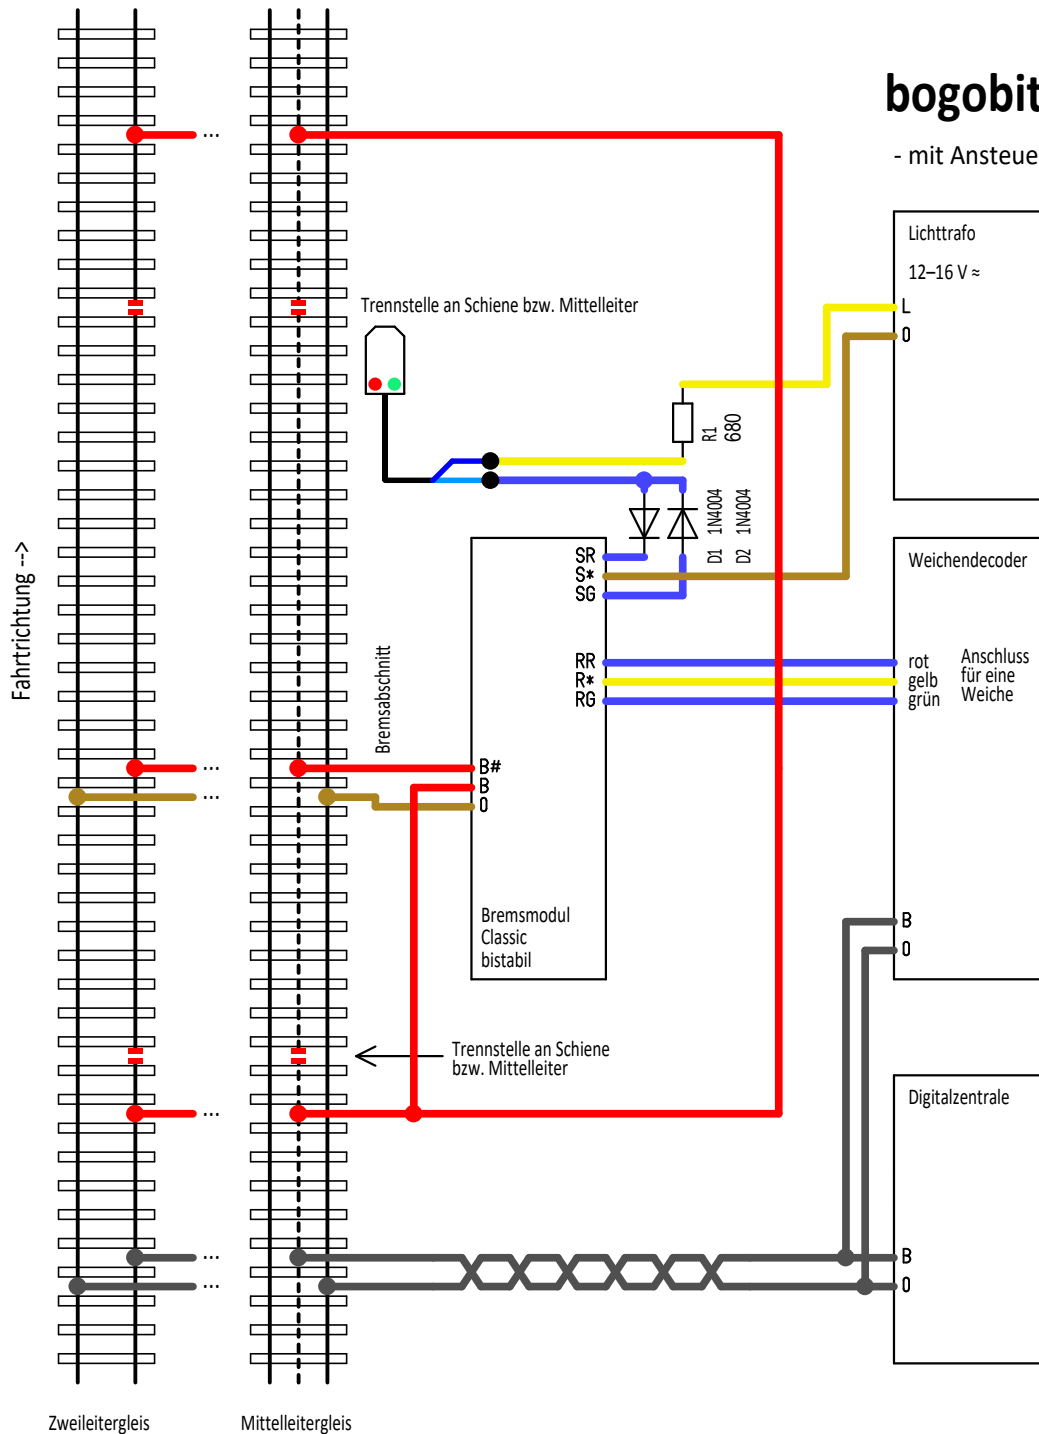 bogobit
- mit Ansteue
...
Lichttrafo
12–16 V ≈
L
0
Trennstelle an Schiene bzw. Mittelleiter
R1
680
D1 1N4004
D2 1N4004
Fahrtrichtung -->
SR
S*
SG
Weichendecoder
RR
R*
RG
rot
gelb
grün
Anschluss
für eine
Weiche
Bremsabschnitt
...
B#
B
0
...
Bremsmodul
Classic
bistabil
B
0
Trennstelle an Schiene
bzw. Mittelleiter
...
Digitalzentrale
...
B
...
0
Zweileitergleis
Mittelleitergleis